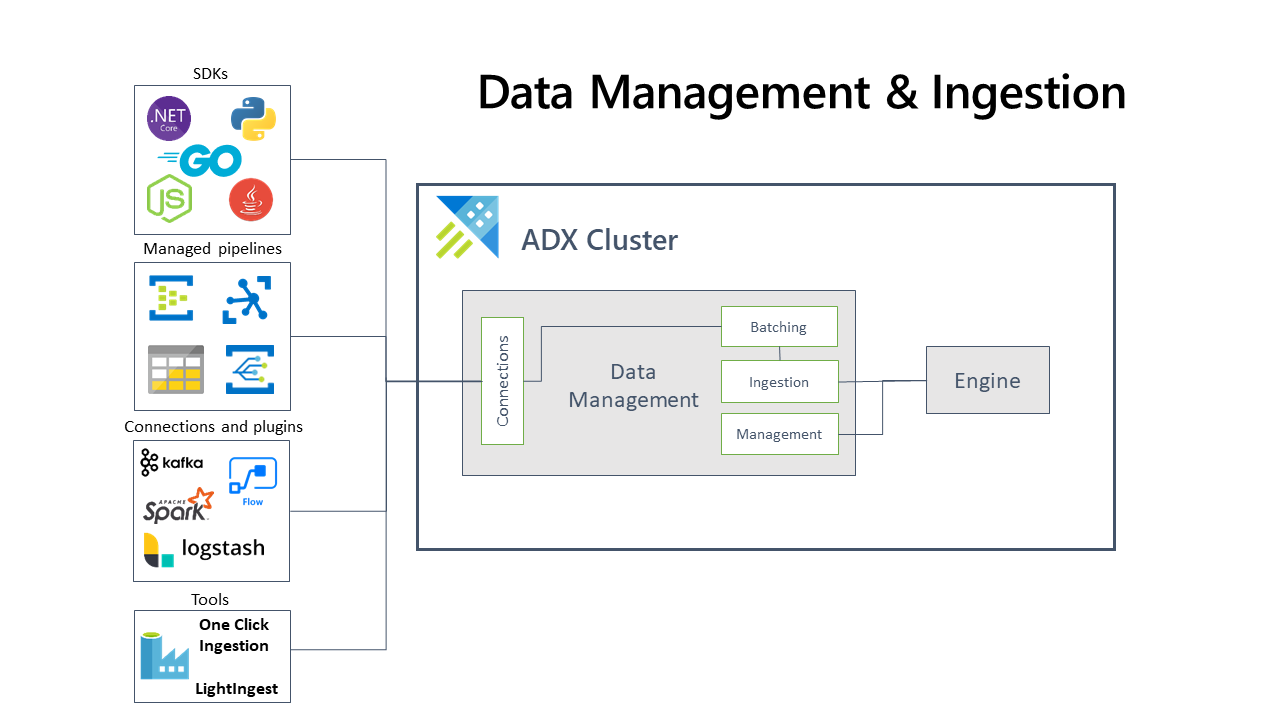 SDKs
Data Management & Ingestion
.NET
Core
GO
JS
Managed pipelines
ADX Cluster
Connections
Data
Management
Batching
Ingestion
Management
Engine
Connections and plugins
kafka
Flow
APACHE
Spark
logstash
Tools
One Click
Ingestion
LightIngest